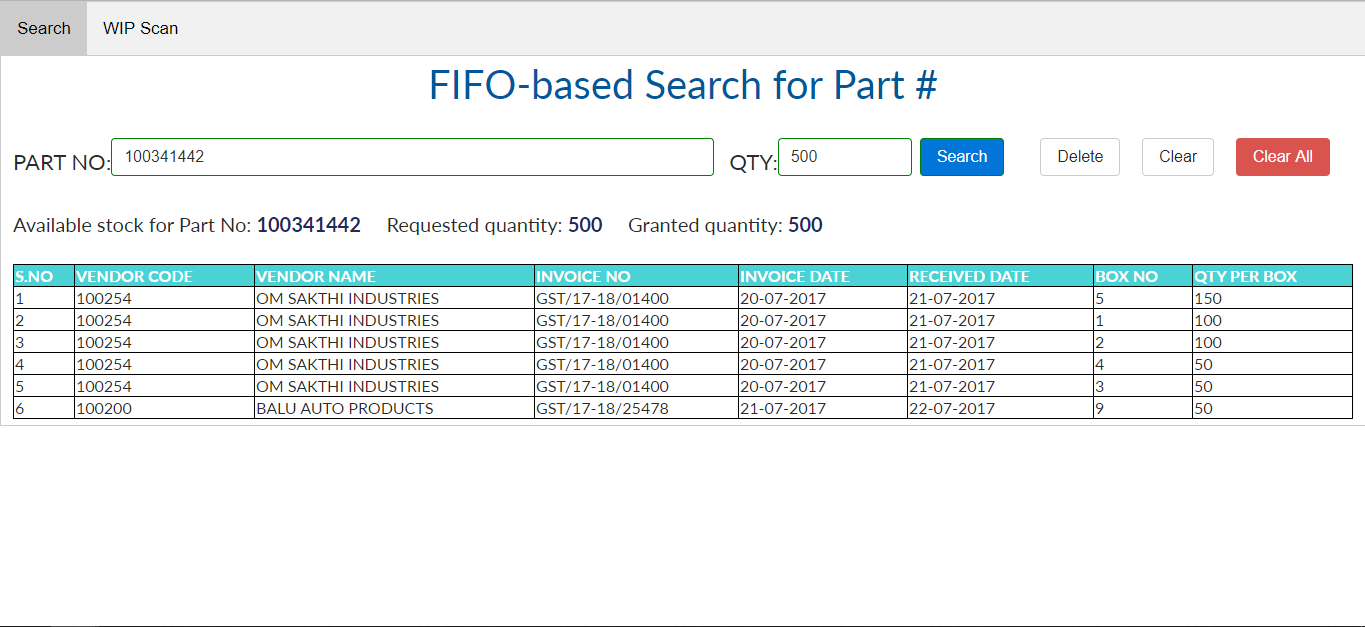 Search WIP Scan
FIFO-based Search for Part #
PART NO: 100341442 QTY: 500 Search Delete Clear Clear All
Available stock for Part No: 100341442 Requested quantity: 500 Granted quantity: 500
S.NO VENDOR CODE VENDOR NAME INVOICE NO INVOICE DATE RECEIVED DATE BOX NO QTY PER BOX
1 100254 OM SAKTHI INDUSTRIES GST/17-18/01400 20-07-2017 21-07-2017 5 150
2 100254 OM SAKTHI INDUSTRIES GST/17-18/01400 20-07-2017 21-07-2017 1 100
3 100254 OM SAKTHI INDUSTRIES GST/17-18/01400 20-07-2017 21-07-2017 2 100
4 100254 OM SAKTHI INDUSTRIES GST/17-18/01400 20-07-2017 21-07-2017 4 50
5 100254 OM SAKTHI INDUSTRIES GST/17-18/01400 20-07-2017 21-07-2017 3 50
6 100200 BALU AUTO PRODUCTS GST/17-18/25478 21-07-2017 22-07-2017 9 50